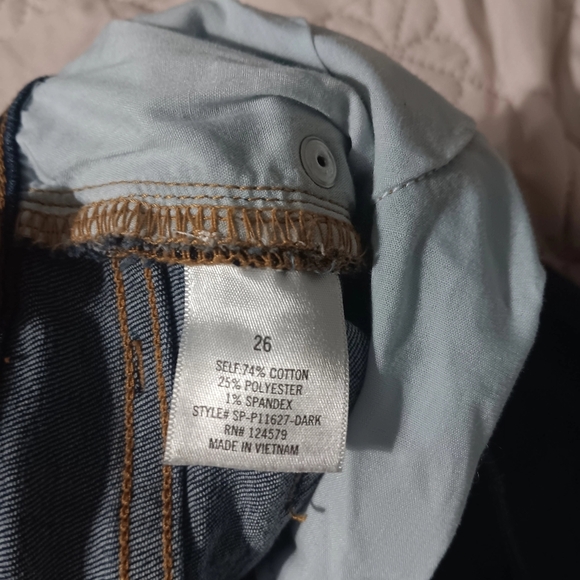 26
SELF:74% COTTON
25% POLYESTER
1% SPANDEX
STYLE# SP-P11627-DARK
RN# 124579
MADE IN VIETNAM